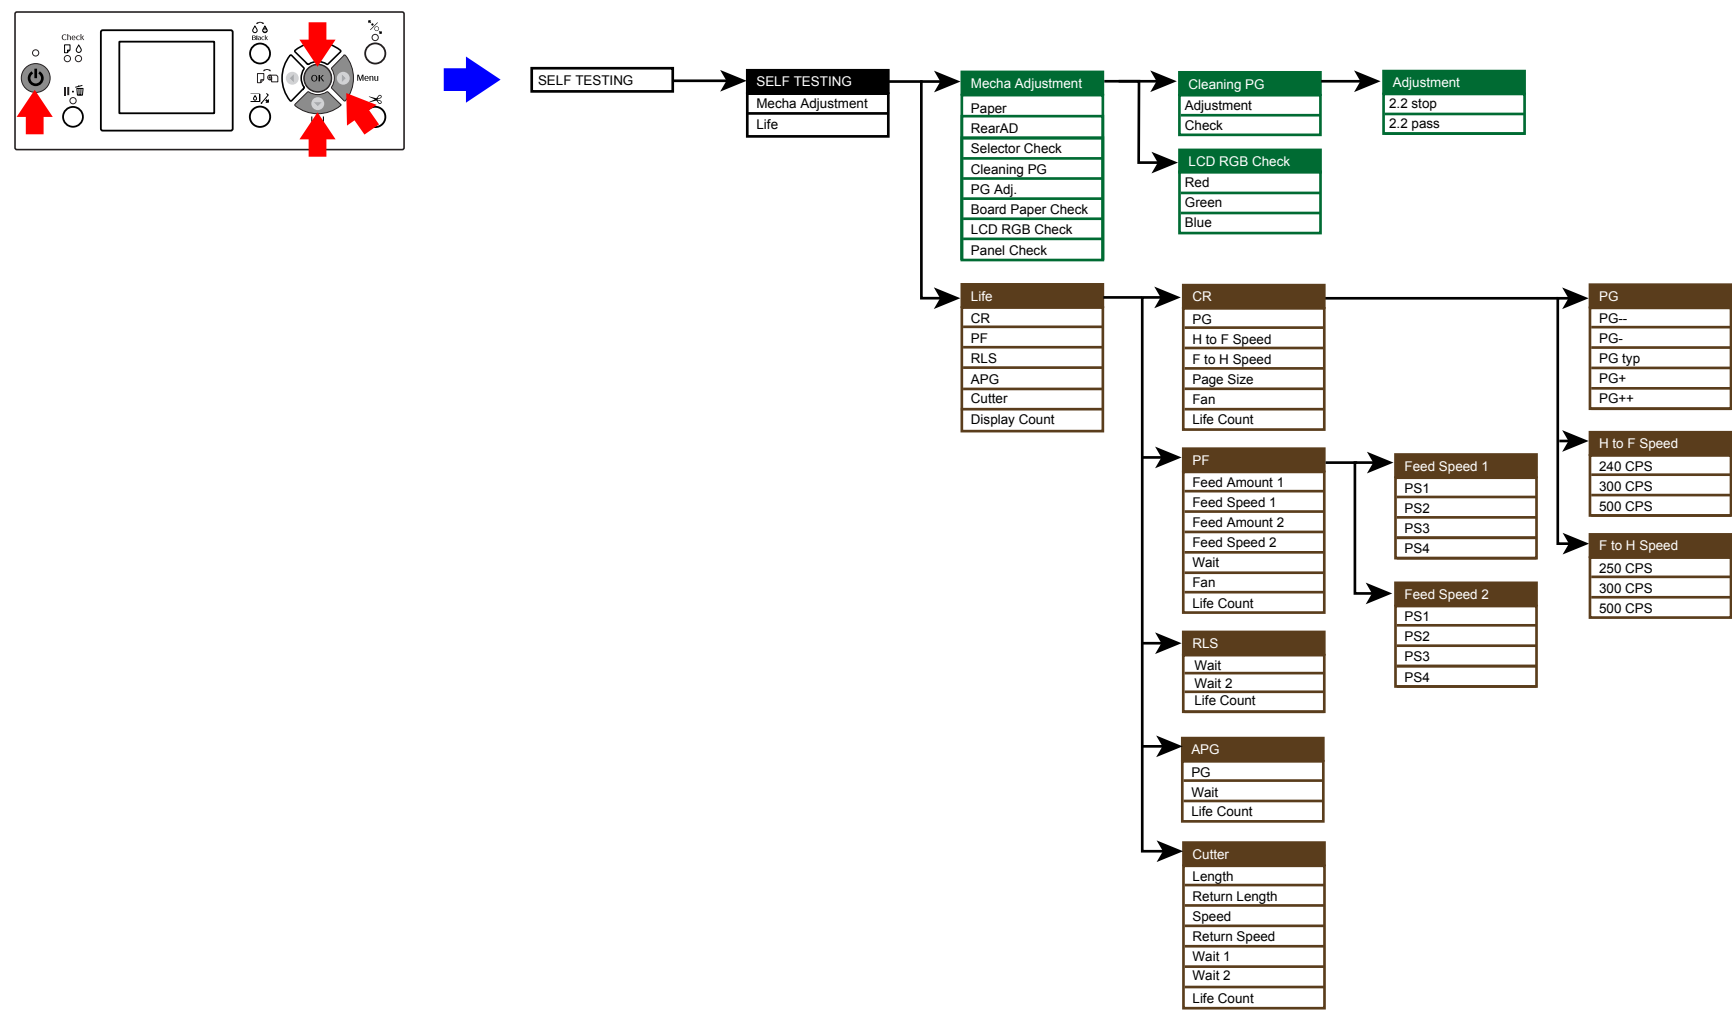 Check
Black
OK
Menu
SELF TESTING
SELF TESTING
Mecha Adjustment
Life
Mecha Adjustment
Paper
RearAD
Selector Check
Cleaning PG
PG Adj.
Board Paper Check
LCD RGB Check
Panel Check
Cleaning PG
Adjustment
Check
Adjustment
2.2 stop
2.2 pass
LCD RGB Check
Red
Green
Blue
Life
CR
PF
RLS
APG
Cutter
Display Count
CR
PG
H to F Speed
F to H Speed
Page Size
Fan
Life Count
PG
PG--
PG-
PG typ
PG+
PG++
H to F Speed
240 CPS
300 CPS
500 CPS
F to H Speed
250 CPS
300 CPS
500 CPS
PF
Feed Amount 1
Feed Speed 1
Feed Amount 2
Feed Speed 2
Wait
Fan
Life Count
Feed Speed 1
PS1
PS2
PS3
PS4
Feed Speed 2
PS1
PS2
PS3
PS4
RLS
Wait
Wait 2
Life Count
APG
PG
Wait
Life Count
Cutter
Length
Return Length
Speed
Return Speed
Wait 1
Wait 2
Life Count